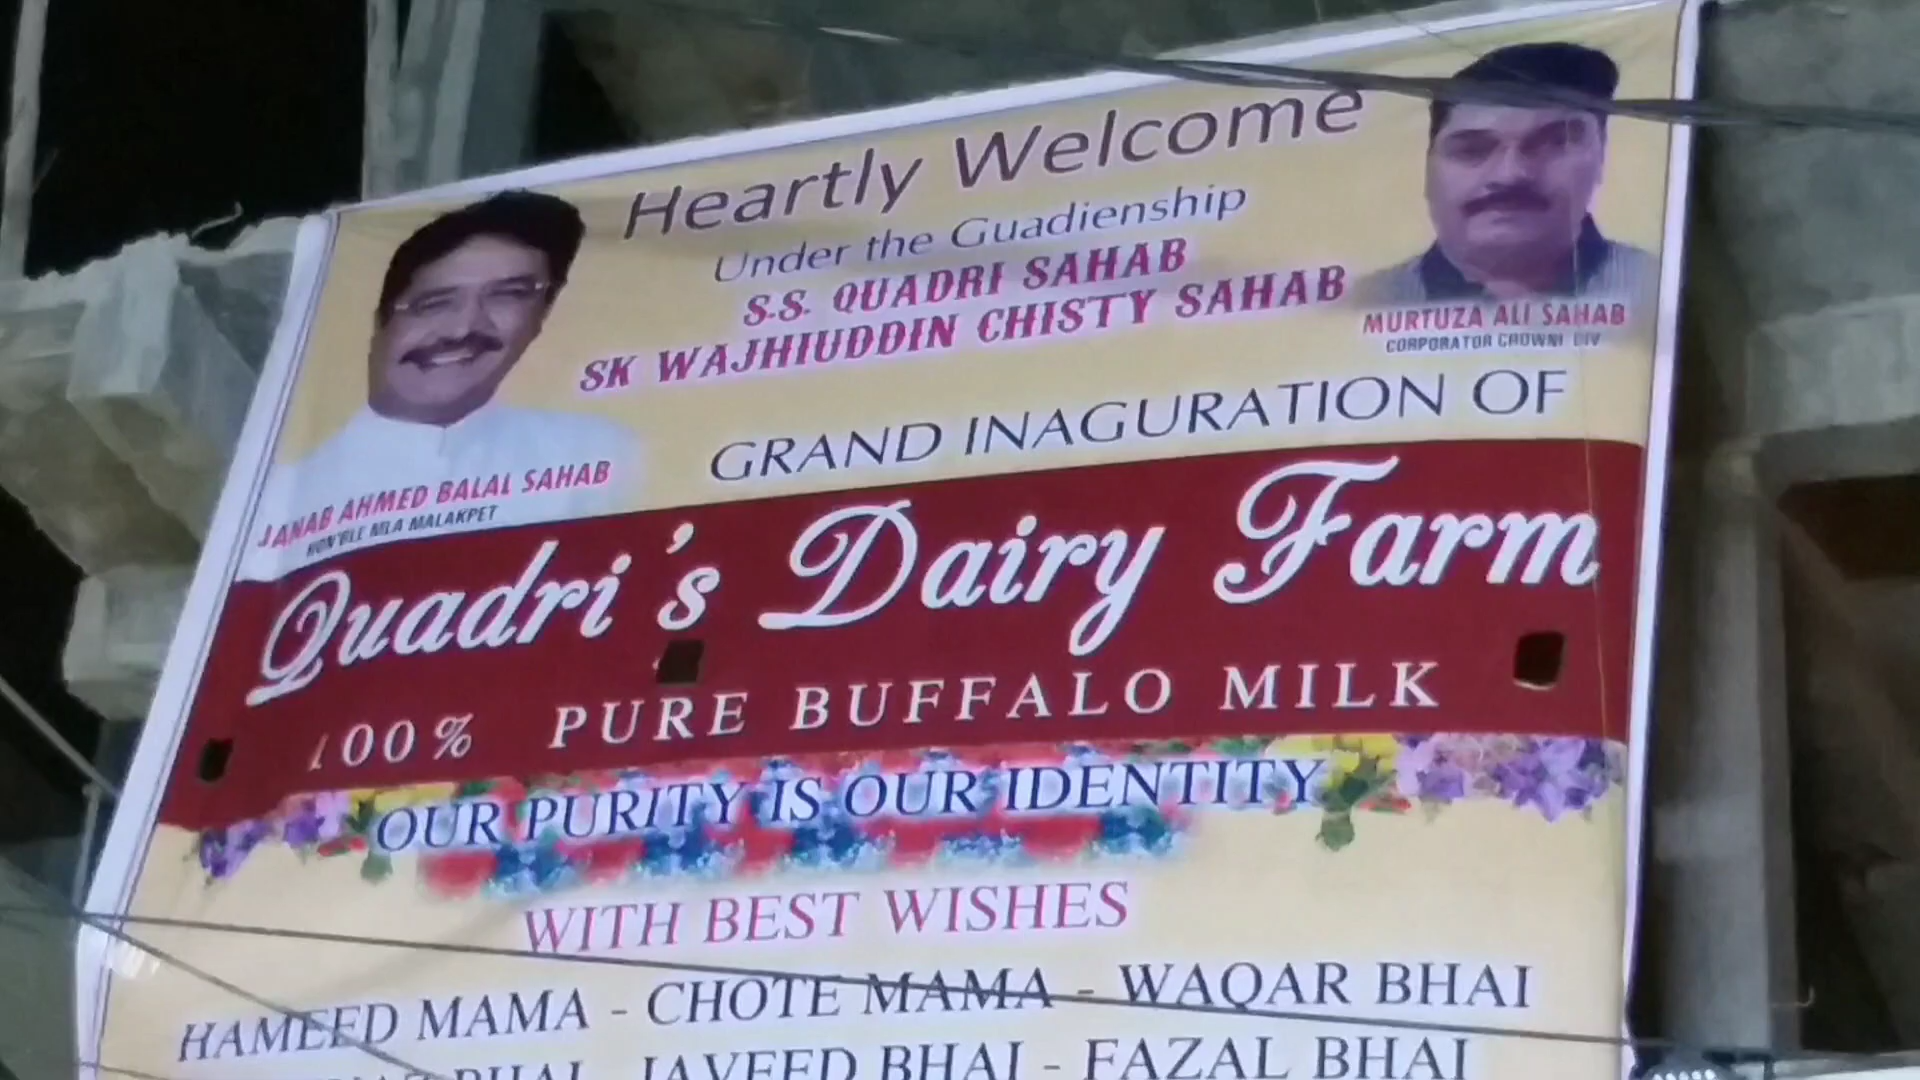 Heartly Welcome
Under the Guadienship
S.S. QUADRI SAHAB
SK WAJHIUDDIN CHISTY SAHAB
MURTUZA ALI SAHAB
CORPORATOR CHOWNI DIV
JANAB AHMED BALAL SAHAB
HON'BLE MLA MALAKPET
GRAND INAGURATION OF
Quadri's Dairy Farm
100% PURE BUFFALO MILK
OUR PURITY IS OUR IDENTITY
WITH BEST WISHES
HAMEED MAMA - CHOTE MAMA - WAQAR BHAI
BHAI JAVEED BHAI - FAZAL BHAI